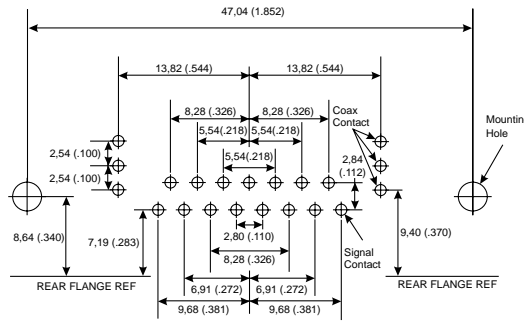 47,04 (1.852)
13,82 (.544) 13,82 (.544)
8,28 (.326) 8,28 (.326)
Coax
Contact
5,54(.218) 5,54(.218)
Mountin
Hole
2,54 (.100)
5,54(.218)
2,84
(.112)
2,54 (.100)
8,64 (.340)
7,19 (.283)
2,80 (.110)
9,40 (.370)
Signal
Contact
8,28 (.326)
REAR FLANGE REF
6,91 (.272) 6,91 (.272)
REAR FLANGE REF
9,68 (.381) 9,68 (.381)